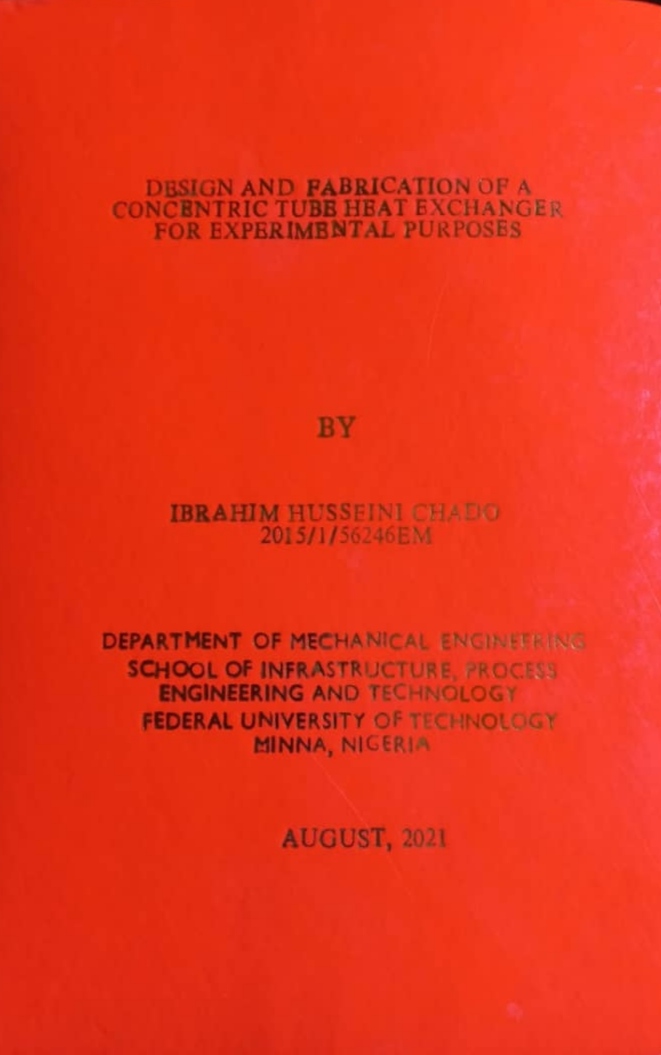 DESIGN AND FABRICATION OF A
CONCENTRIC TUBE HEAT EXCHANGER
FOR EXPERIMENTAL PURPOSES
BY
IBRAHIM HUSSEINI CHADO
2015/1/56246EM
DEPARTMENT OF MECHANICAL ENGINEERING
SCHOOL OF INFRASTRUCTURE, PROCESS
ENGINEERING AND TECHNOLOGY
FEDERAL UNIVERSITY OF TECHNOLOGY
MINNA, NIGERIA
AUGUST, 2021